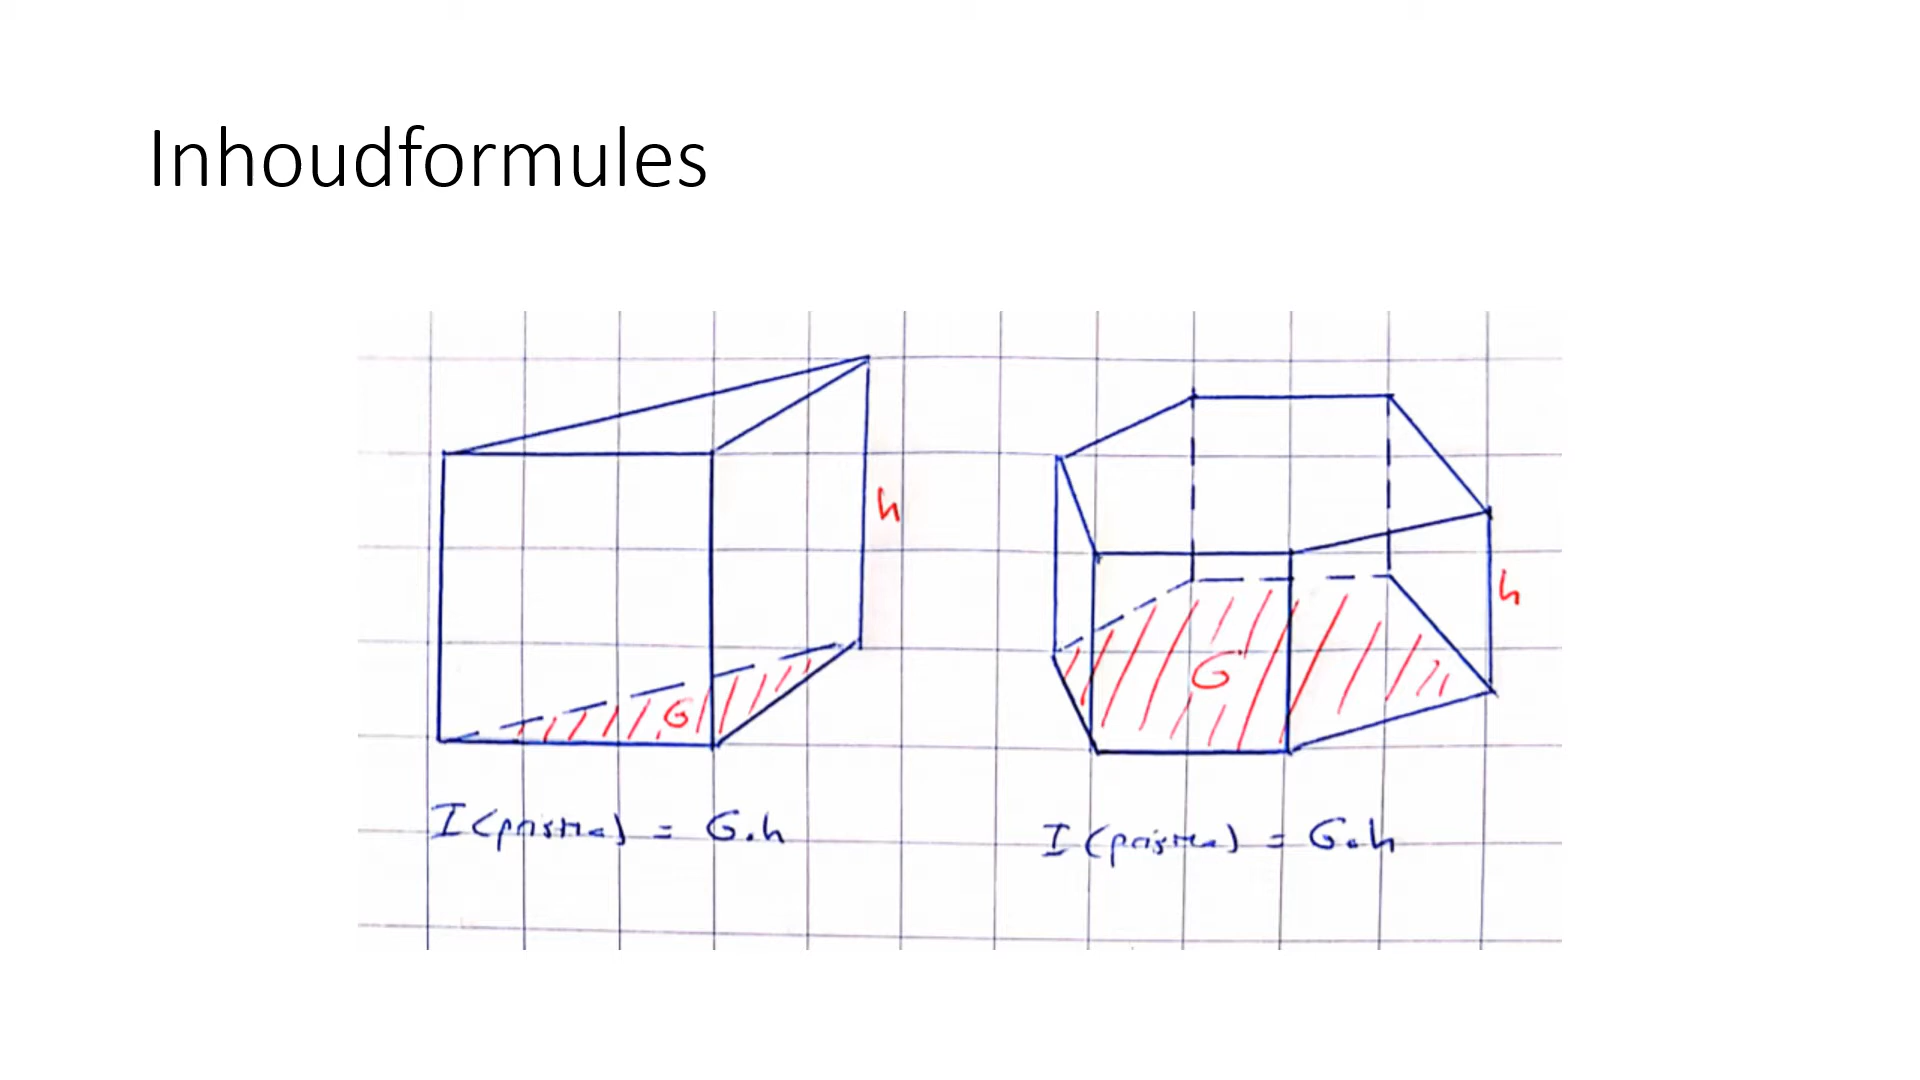 Inhoudformules
h
h
G
G
I (prisma) = G.h
I (prisma) = G.h